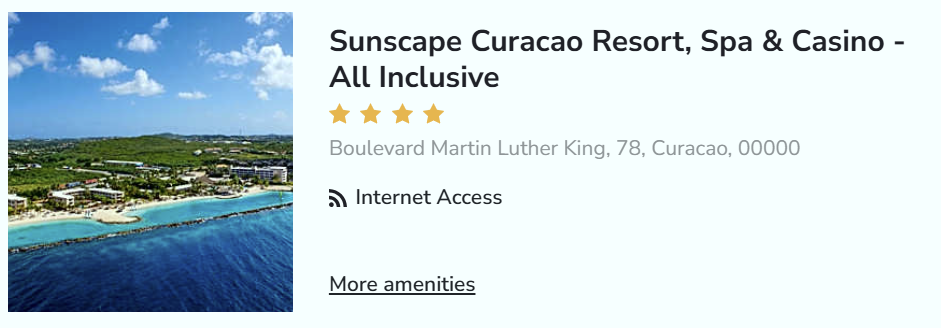 Sunscape Curacao Resort, Spa & Casino -
All Inclusive
Boulevard Martin Luther King, 78, Curacao, 00000
Internet Access
More amenities